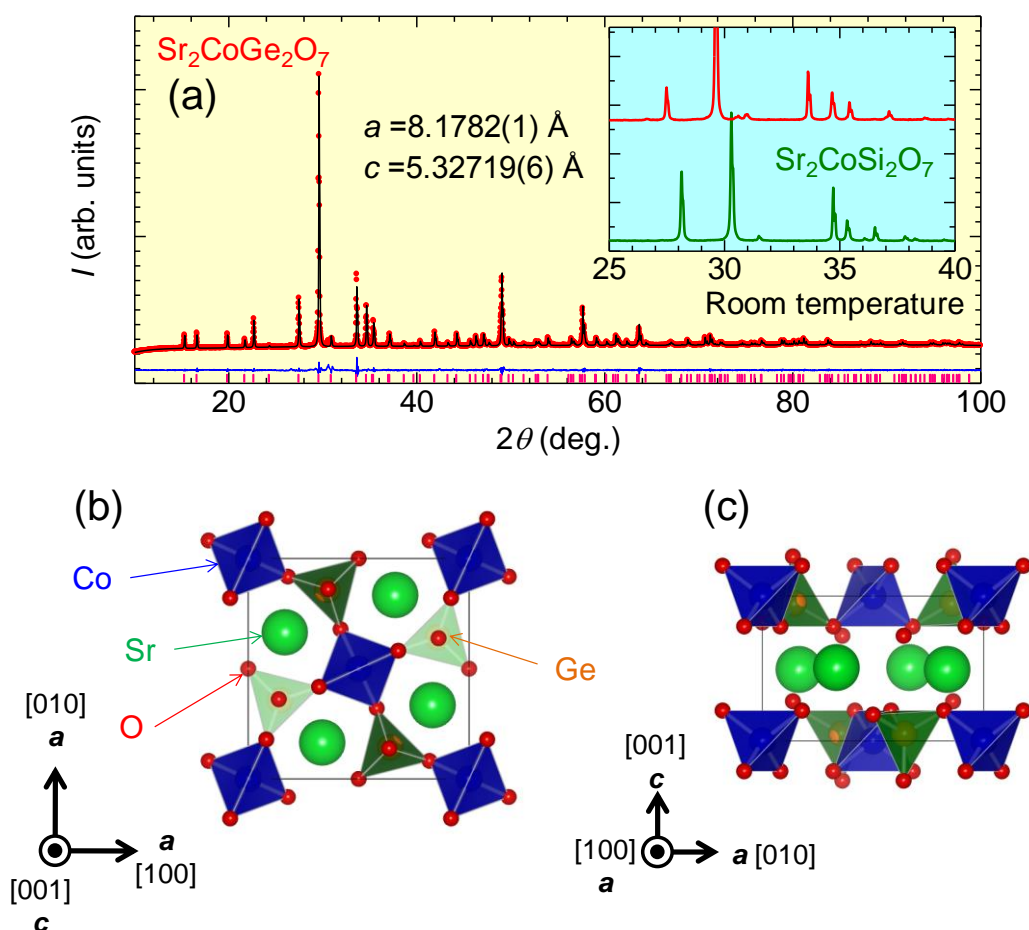 Sr₂CoGe₂O₇
(a)
a =8.1782(1) Å
c =5.32719(6) Å
Sr₂CoSi₂O₇
25 30 35 40
Room temperature
I (arb. units)
20 40 60 80 100
2θ (deg.)
(b)
Co
Sr
O
Ge
[010]
a
a
[100]
[001]
c
(c)
[001]
c
[100]
a
a [010]